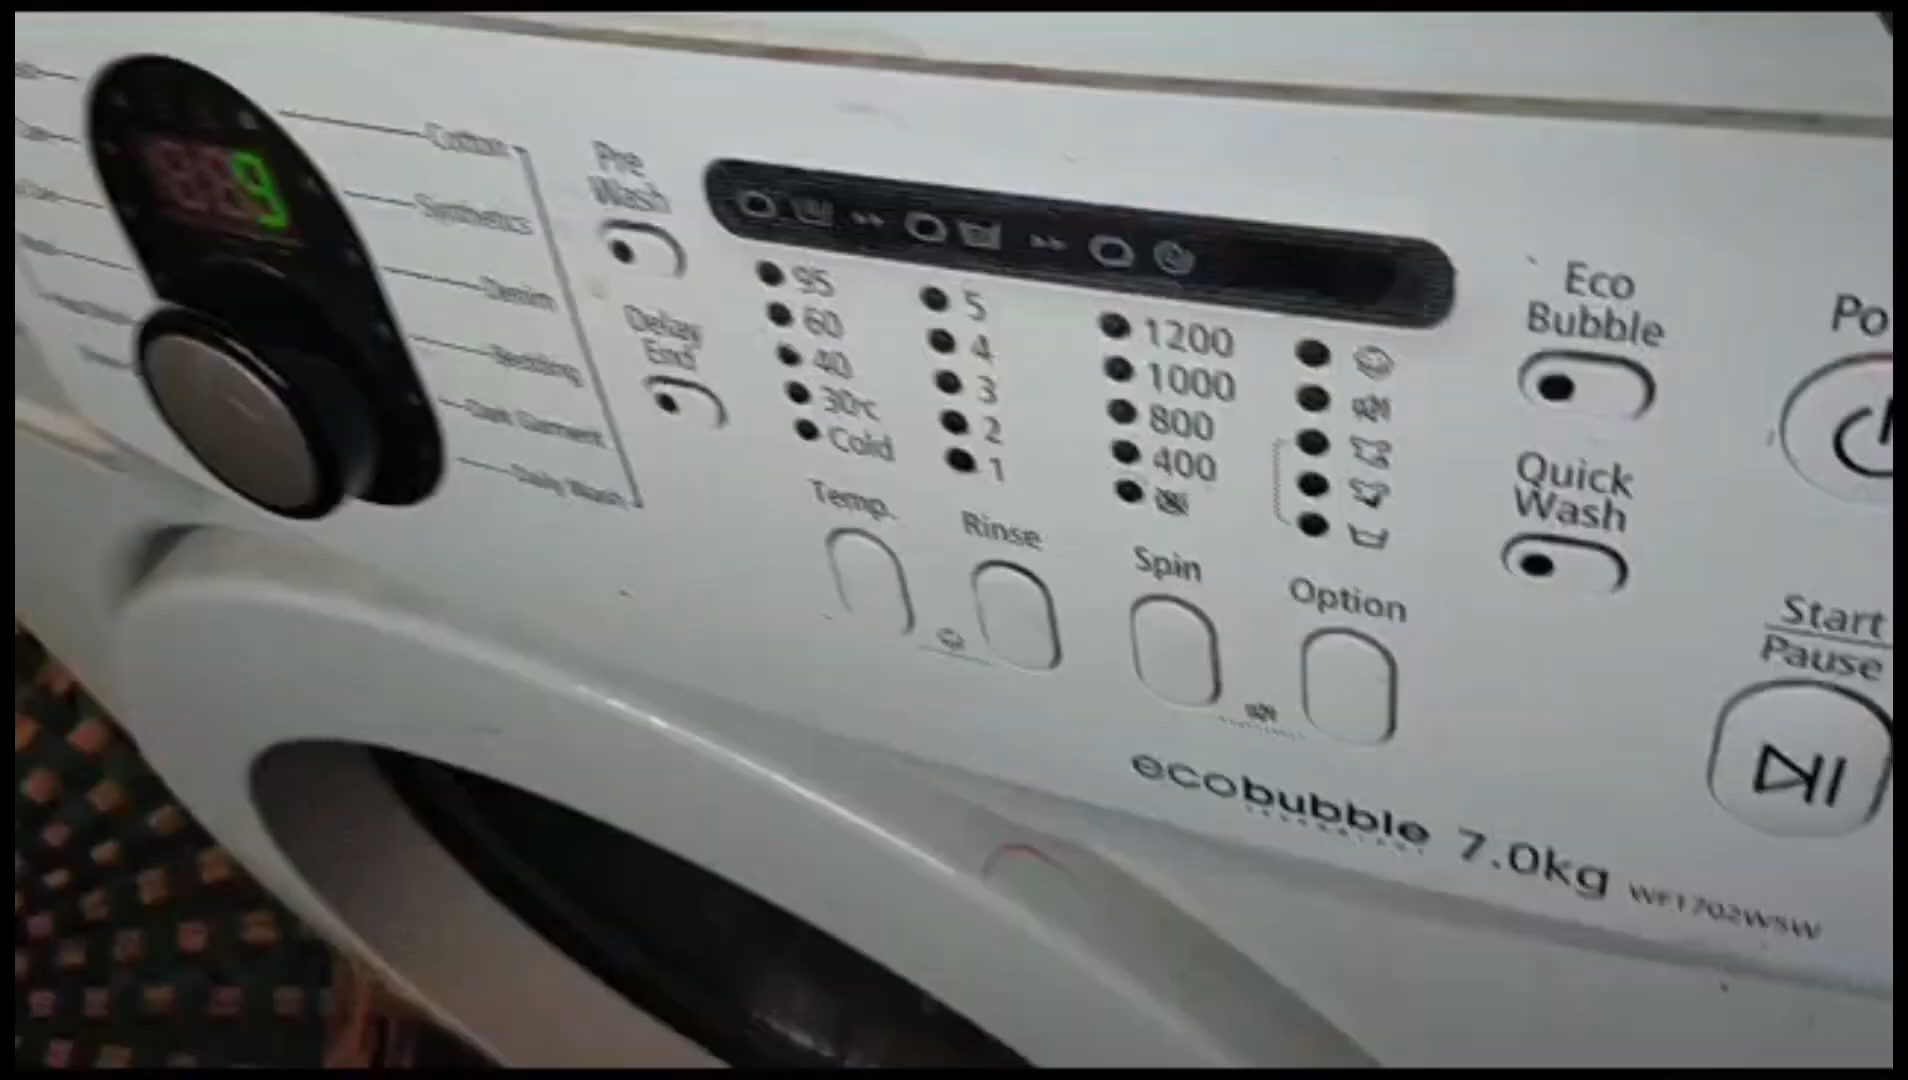 Cotton
Synthetics
Denim
Bedding
Dark Garment
Daily Wash
Pre
Wash
Delay
End
95
60
40
30°c
Cold
Temp.
5
4
3
2
1
Rinse
1200
1000
800
400
Spin
Option
Eco
Bubble
Quick
Wash
Po
Start
Pause
ecobubble 7.0kg WF1702WSW